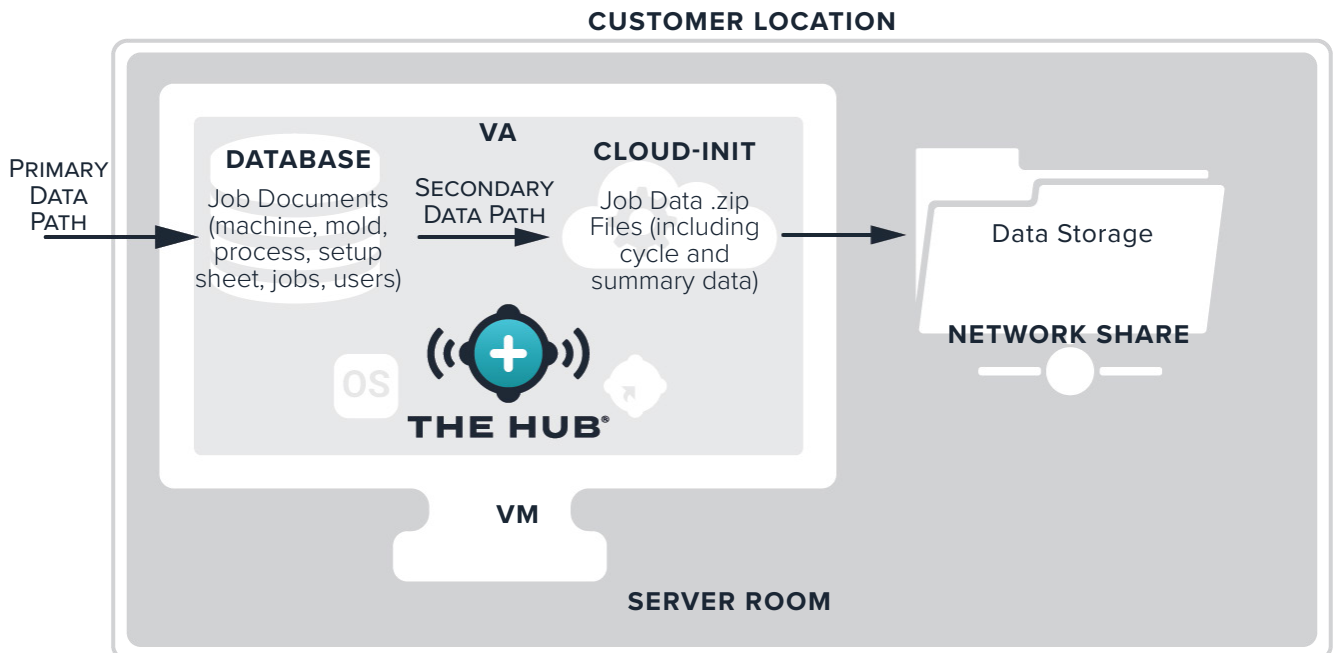 CUSTOMER LOCATION
PRIMARY
DATA
PATH
VA
DATABASE
Job Documents
(machine, mold,
process, setup
sheet, jobs, users)
SECONDARY
DATA PATH
CLOUD-INIT
Job Data .zip
Files (including
cycle and
summary data)
Data Storage
NETWORK SHARE
OS
THE HUB®
VM
SERVER ROOM